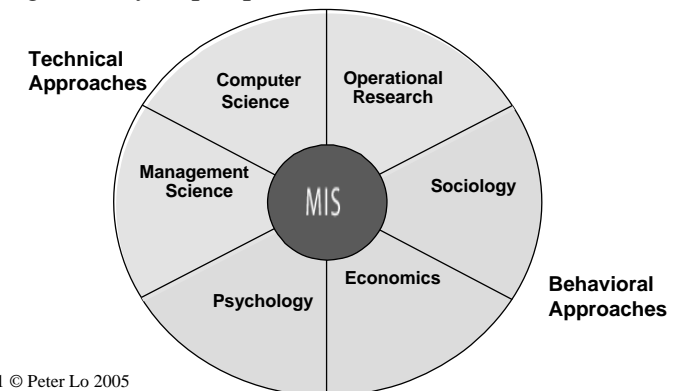 Technical
Approaches
Computer
Science
Operational
Research
Management
Science
MIS
Sociology
Psychology
Economics
Behavioral
Approaches
© Peter Lo 2005